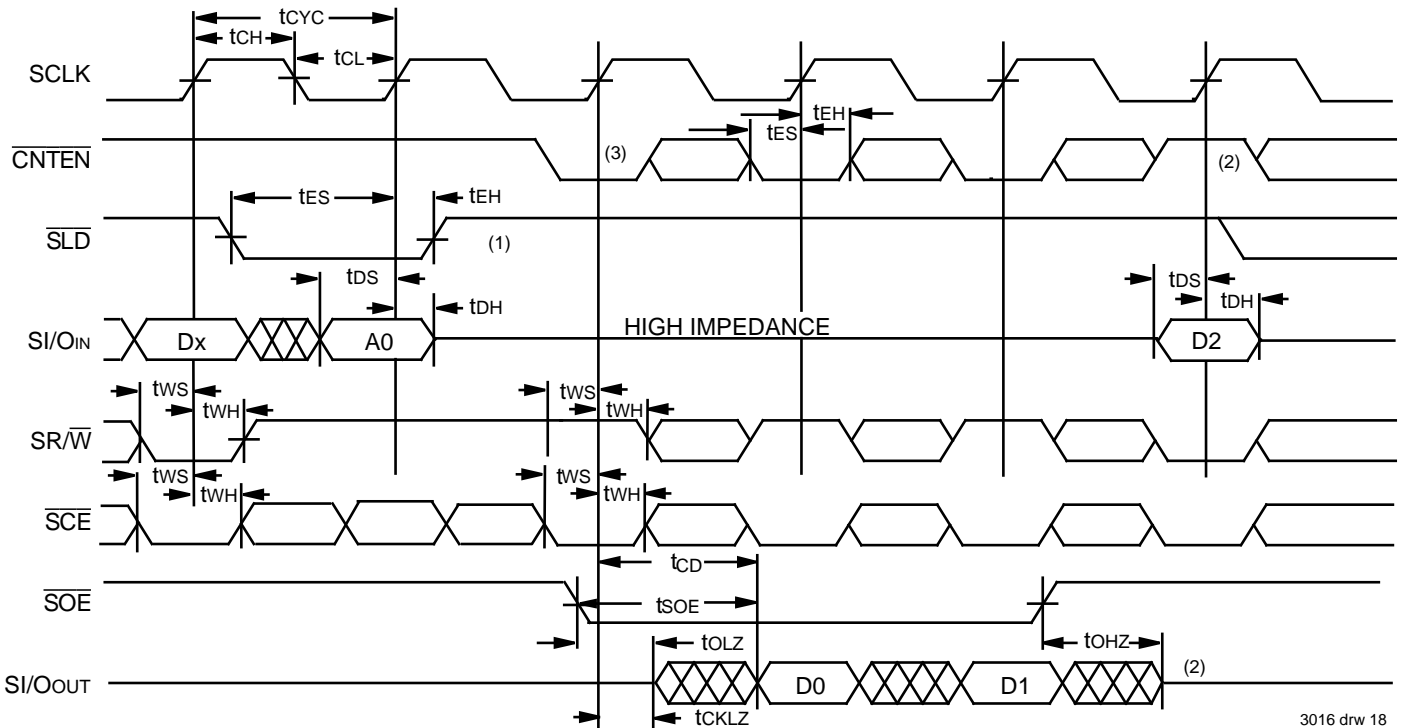 tCYC
tCH
tCL
SCLK
tEH
tES
CNTEN
(3)
(2)
tES
tEH
SLD
(1)
tDS
tDH
tDS
tDH
SI/OIN
Dx
A0
HIGH IMPEDANCE
D2
tWS
tWH
tWS
tWH
SR/W
tWS
tWH
tWS
tWH
SCE
tCD
SOE
tSOE
tOLZ
tOHZ
SI/OOUT
D0
D1
(2)
tCKLZ
3016 drw 18